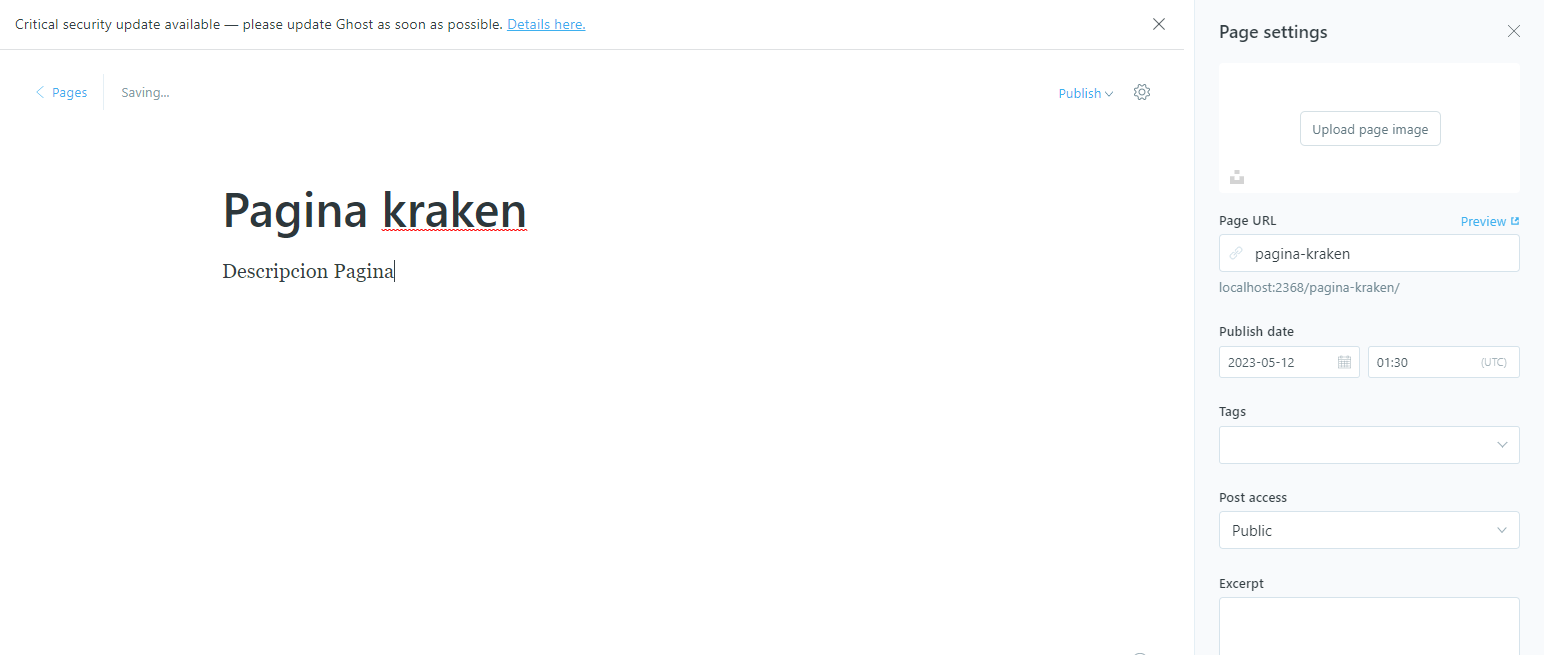 Critical security update available — please update Ghost as soon as possible. Details here.
Pages
Saving...
Publish
Pagina kraken
Descripcion Pagina
Page settings
Upload page image
Page URL
Preview
pagina-kraken
localhost:2368/pagina-kraken/
Publish date
2023-05-12
01:30
(UTC)
Tags
Post access
Public
Excerpt